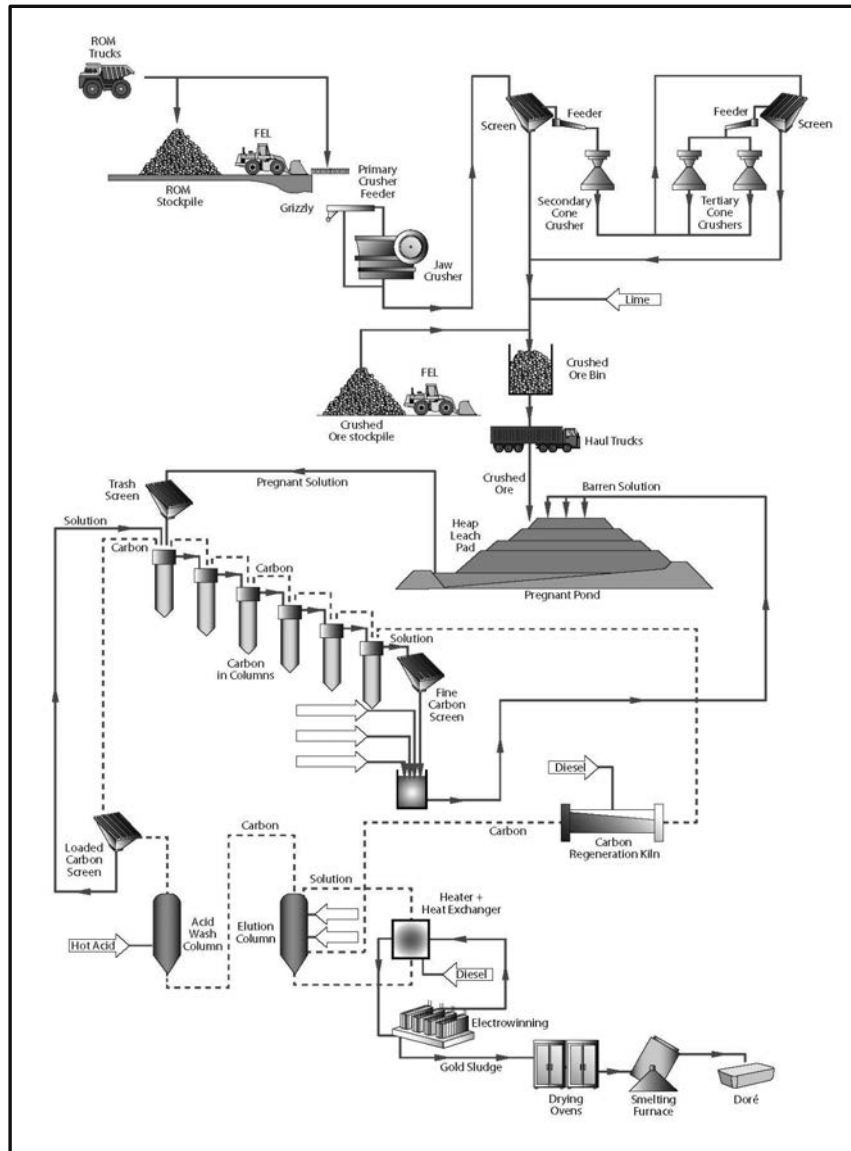 ROM
Trucks
FEL
ROM
Stockpile
Primary
Crusher
Feeder
Grizzly
Jaw
Crusher
Screen
Feeder
Feeder
Screen
Secondary
Cone
Crusher
Tertiary
Cone
Crushers
Lime
FEL
Crushed
Ore stockpile
Crushed
Ore Bin
Haul Trucks
Crushed
Ore
Barren Solution
Pregnant Solution
Trash
Screen
Heap
Leach
Pad
Pregnant Pond
Solution
Carbon
Carbon
Solution
Carbon
in Columns
Fine
Carbon
Screen
Diesel
Carbon
Carbon
Regeneration Kiln
Loaded
Carbon
Screen
Carbon
Solution
Heater +
Heat Exchanger
Hot Acid
Acid
Wash
Column
Elution
Column
Diesel
Electrowinning
Gold Sludge
Drying
Ovens
Smelting
Furnace
Doré